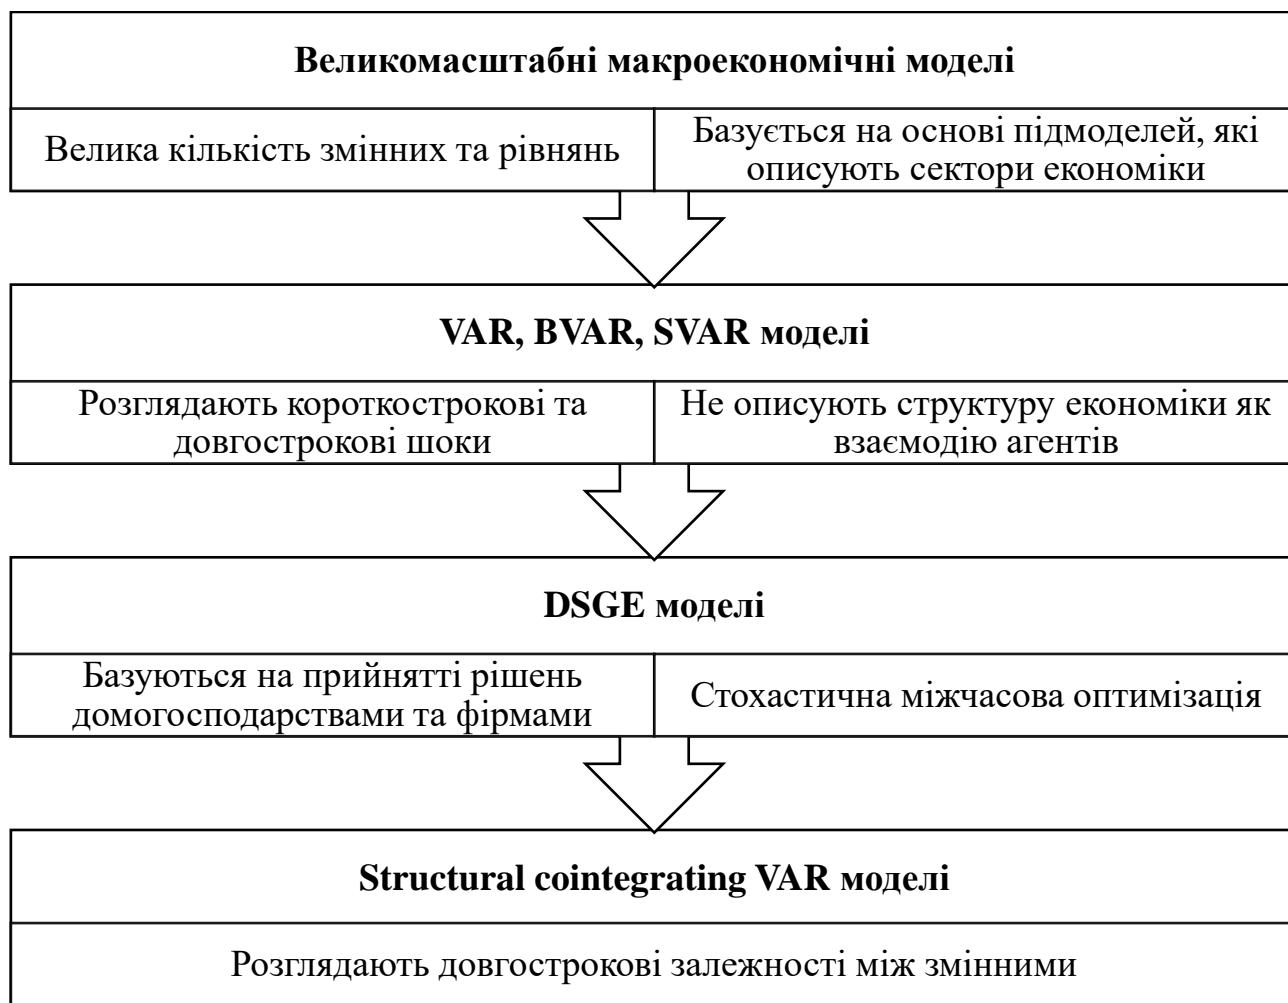 Великомасштабні макроекономічні моделі
Велика кількість змінних та рівнянь
Базується на основі підмоделей, які
описують сектори економіки
VAR, BVAR, SVAR моделі
Розглядають короткострокові та
довгострокові шоки
Не описують структуру економіки як
взаємодію агентів
DSGE моделі
Базуються на прийнятті рішень
домогосподарствами та фірмами
Стохастична міжчасова оптимізація
Structural cointegrating VAR моделі
Розглядають довгострокові залежності між змінними